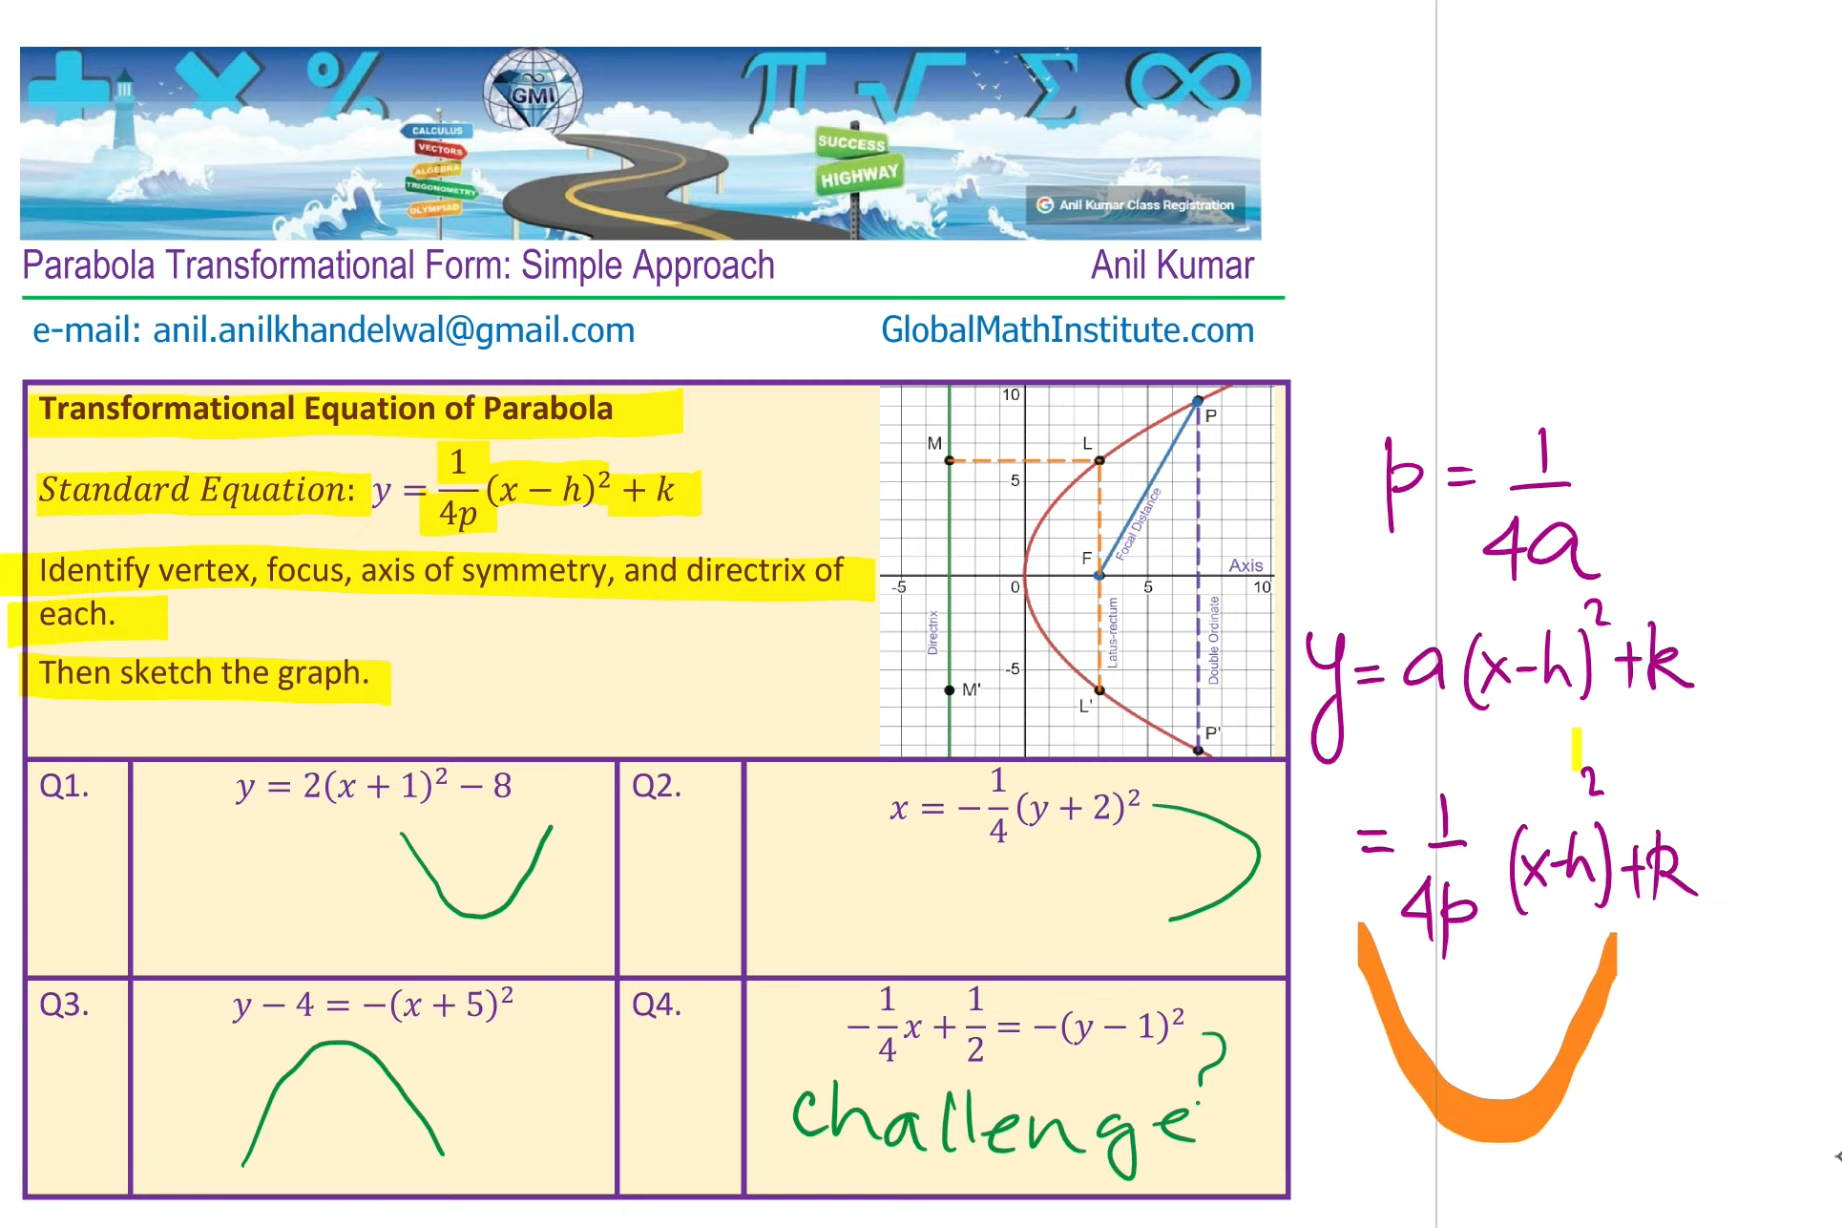 GMI
CALCULUS
VECTORS
ALGEBRA
TRIGONOMETRY
OLYMPIAD
SUCCESS
HIGHWAY
Anil Kumar Class Registration
Parabola Transformational Form: Simple Approach Anil Kumar
e-mail: anil.anilkhandelwal@gmail.com GlobalMathInstitute.com
Transformational Equation of Parabola
Standard Equation: y = 1/4p (x − h)² + k
Identify vertex, focus, axis of symmetry, and directrix of
each.
Then sketch the graph.
10
P
M
L
5
Focal Distance
F
Axis
-5
0
5
10
Directrix
Latus-rectum
Double Ordinate
-5
M'
L'
P'
Q1. y = 2(x + 1)² − 8
Q2. x = −1/4 (y + 2)²
Q3. y − 4 = −(x + 5)²
Q4. −1/4 x + 1/2 = −(y − 1)²
challenge?
p = 1/4a
y = a(x-h)² + k
= 1/4p (x-h)² + k